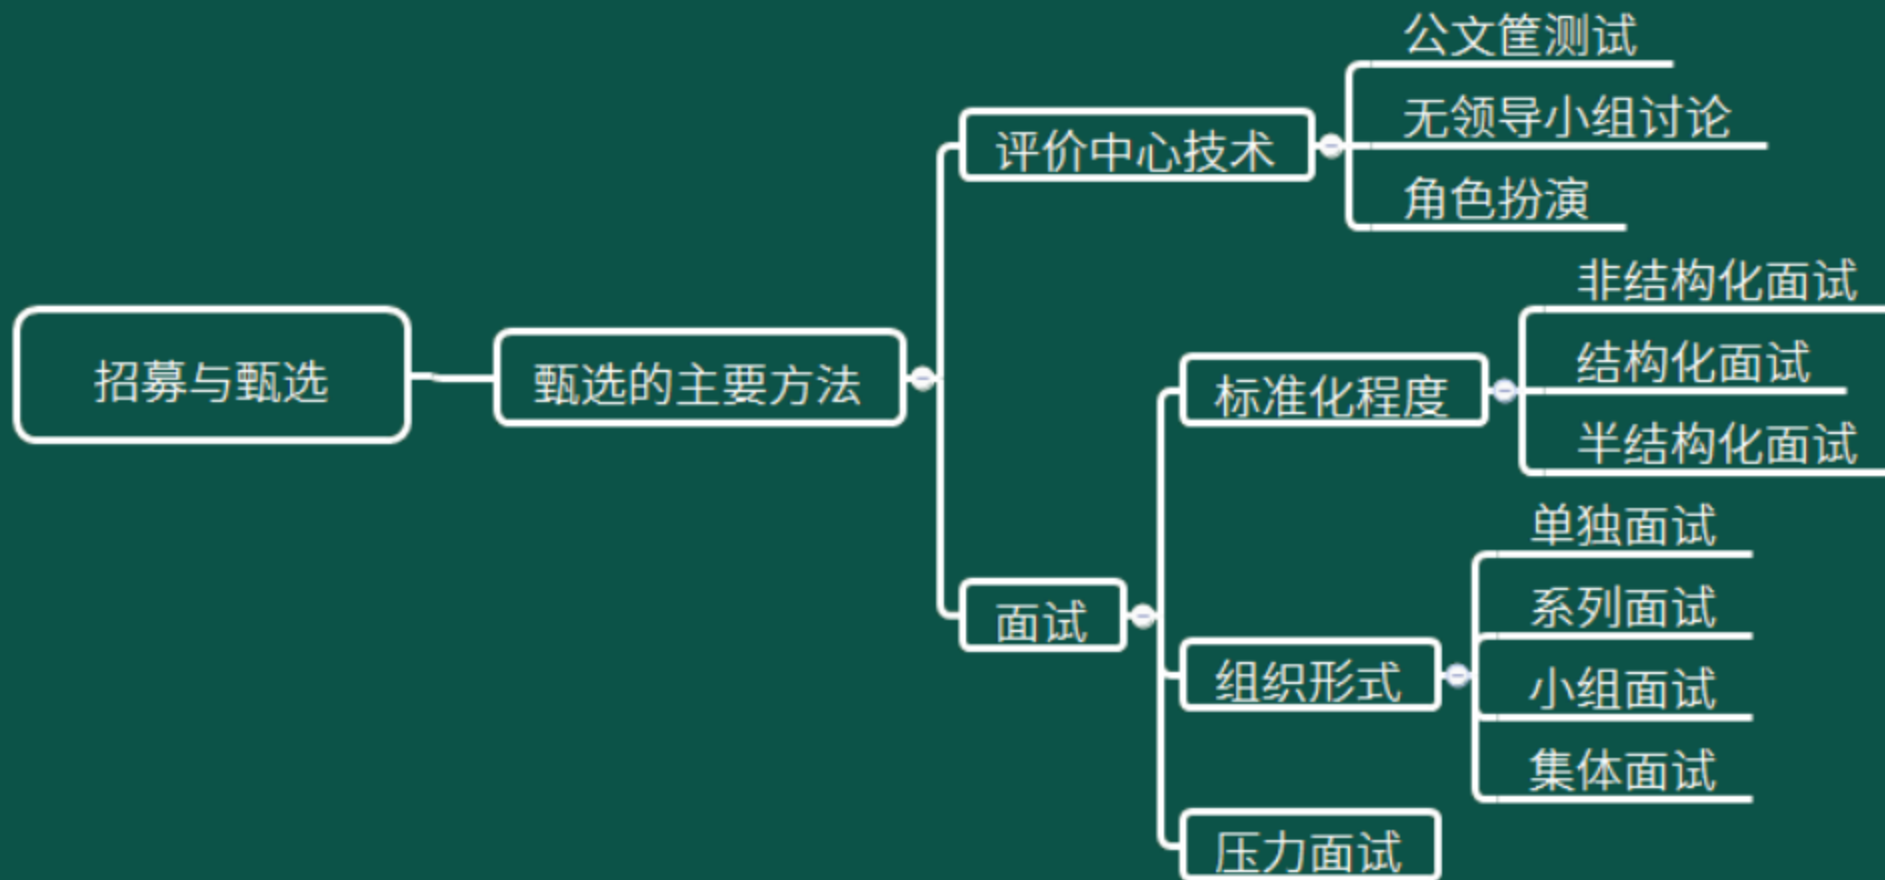 招募与甄选
甄选的主要方法
评价中心技术
公文筐测试
无领导小组讨论
角色扮演
面试
标准化程度
非结构化面试
结构化面试
半结构化面试
组织形式
单独面试
系列面试
小组面试
集体面试
压力面试